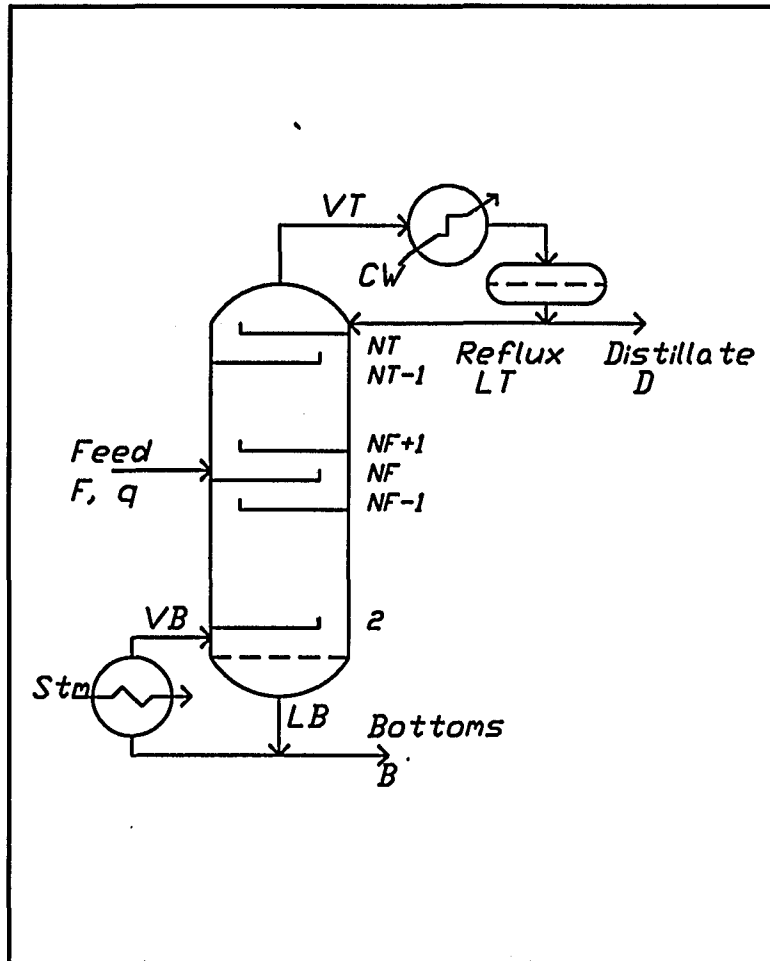 VT
CW
NT
NT-1
Reflux
LT
Distillate
D
NF+1
Feed
NF
F, q
NF-1
VB
2
Stm
LB
Bottoms
B